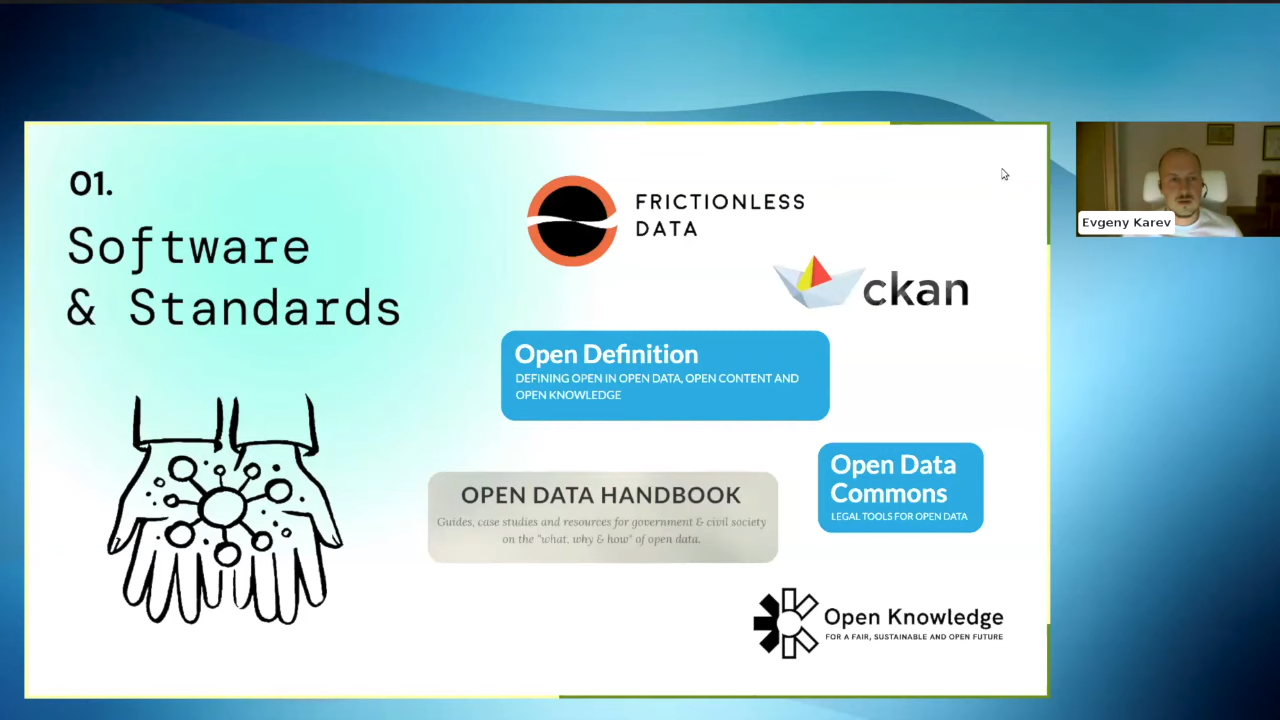 01.
Software
& Standards
FRICTIONLESS
DATA
ckan
Open Definition
DEFINING OPEN IN OPEN DATA, OPEN CONTENT AND
OPEN KNOWLEDGE
Open Data
Commons
LEGAL TOOLS FOR OPEN DATA
OPEN DATA HANDBOOK
Guides, case studies and resources for government & civil society
on the "what, why & how" of open data.
Open Knowledge
FOR A FAIR, SUSTAINABLE AND OPEN FUTURE
Evgeny Karev